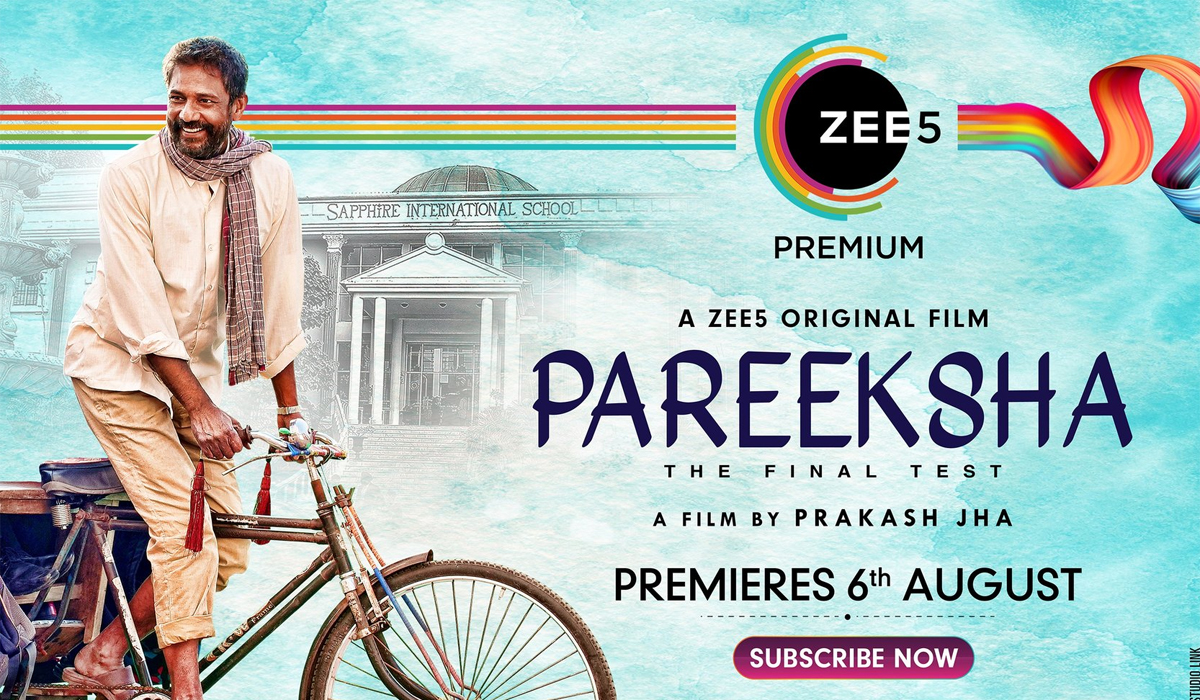 SAPPHIRE INTERNATIONAL SCHOOL
ZEE5
PREMIUM
A ZEE5 ORIGINAL FILM
PAREEKSHA
THE FINAL TEST
A FILM BY PRAKASH JHA
PREMIERES 6th AUGUST
SUBSCRIBE NOW